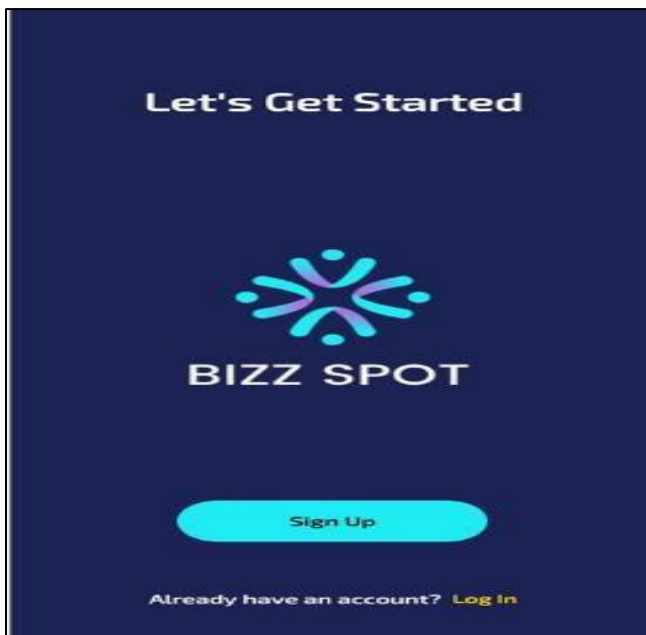 Let's Get Started
BIZZ SPOT
Sign Up
Already have an account? Log In